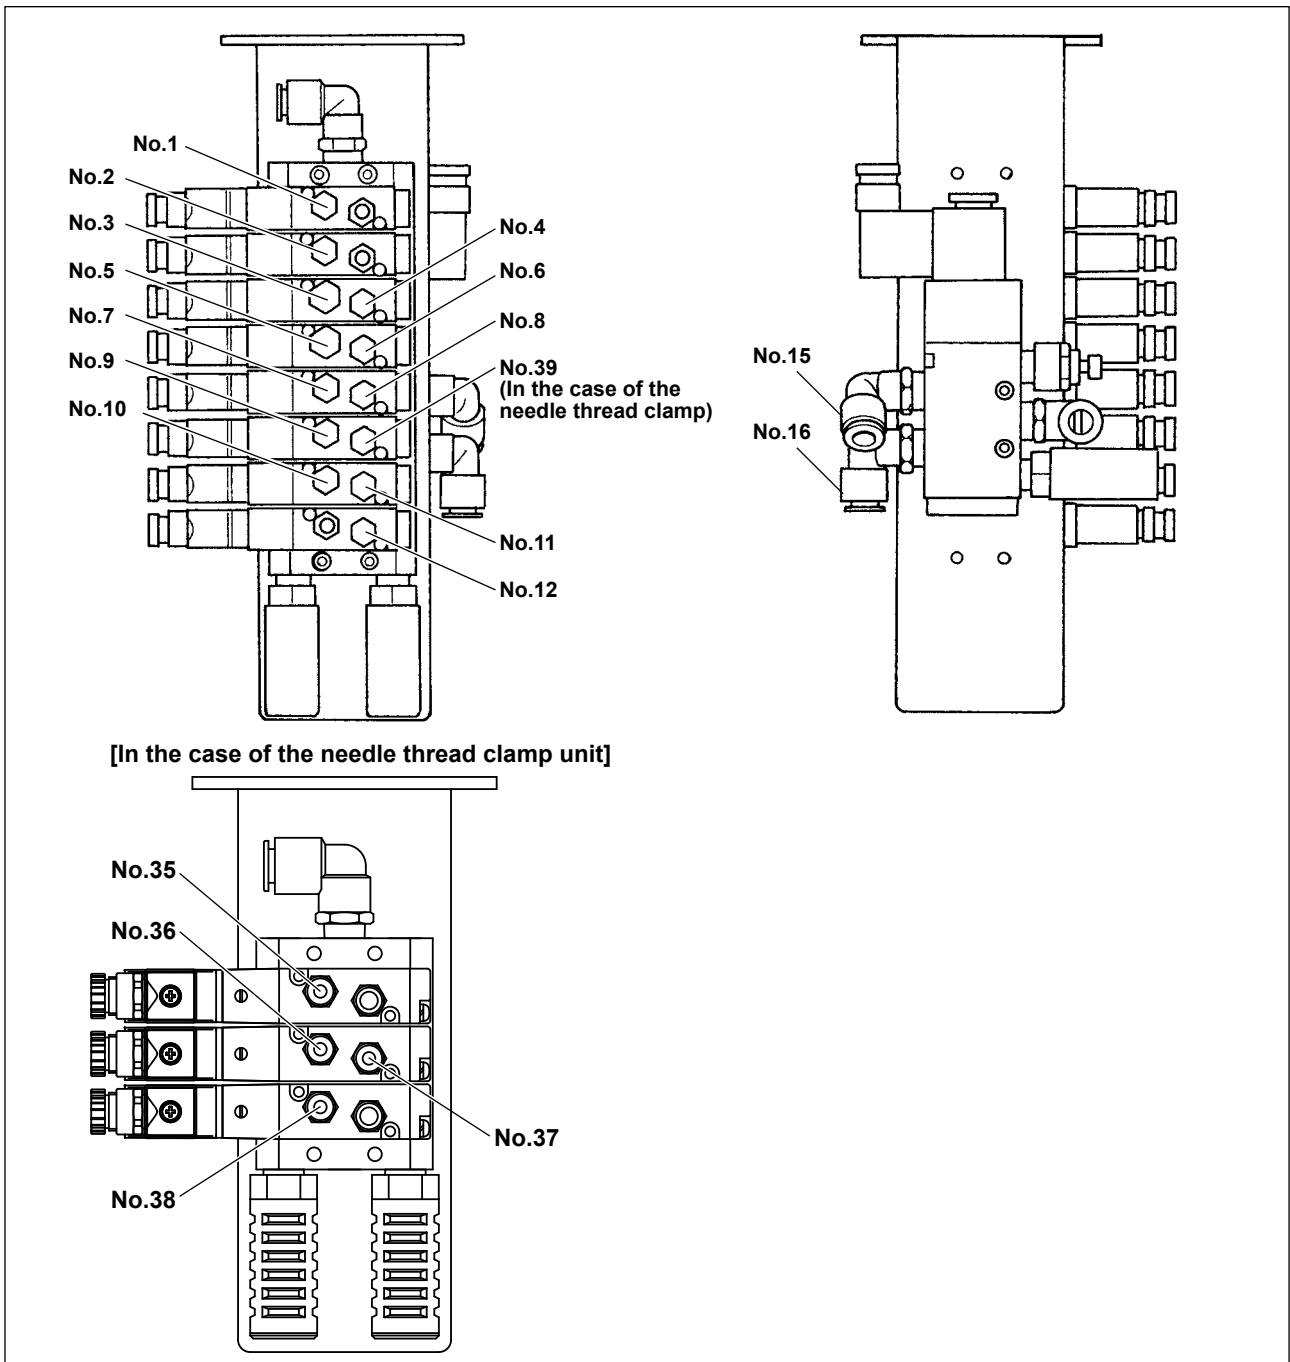 No.1
No.2
No.3
No.5
No.7
No.9
No.10
No.4
No.6
No.8
No.39
(In the case of the
needle thread clamp)
No.11
No.12
No.15
No.16
[In the case of the needle thread clamp unit]
No.35
No.36
No.37
No.38